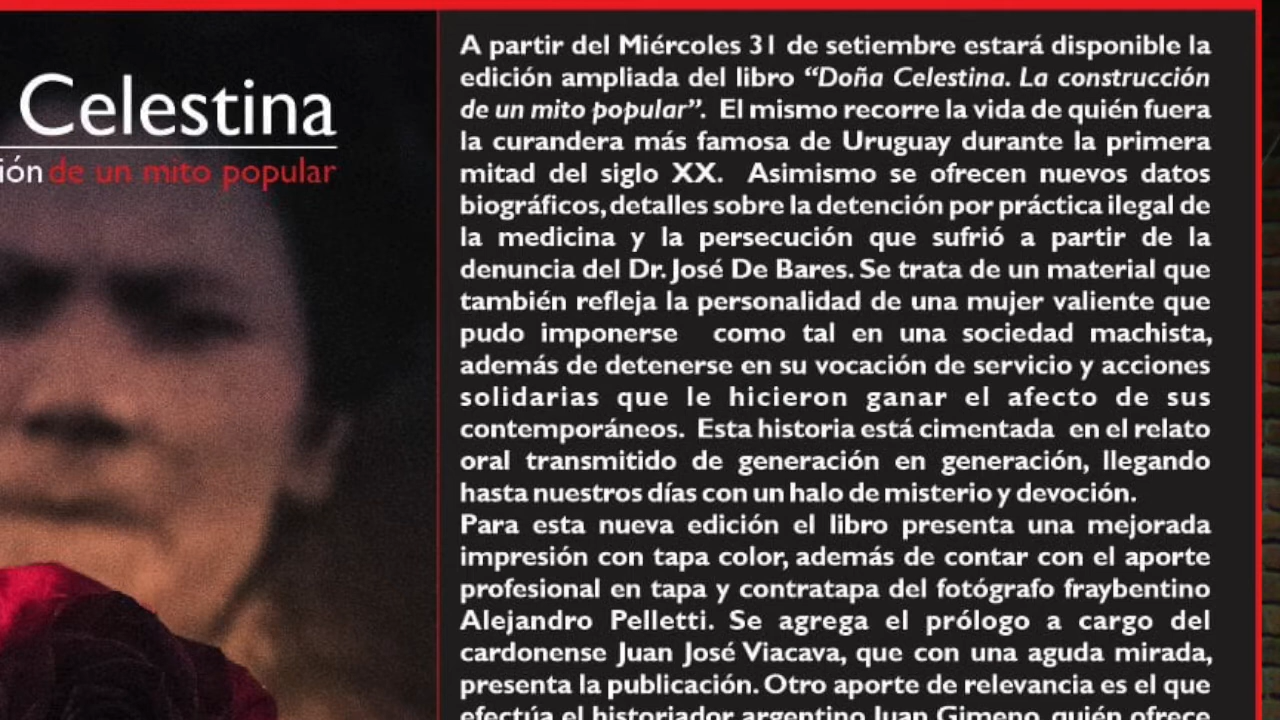 Celestina
ión de un mito popular
A partir del Miércoles 31 de setiembre estará disponible la
edición ampliada del libro “Doña Celestina. La construcción
de un mito popular”. El mismo recorre la vida de quién fuera
la curandera más famosa de Uruguay durante la primera
mitad del siglo XX. Asimismo se ofrecen nuevos datos
biográficos, detalles sobre la detención por práctica ilegal de
la medicina y la persecución que sufrió a partir de la
denuncia del Dr. José De Bares. Se trata de un material que
también refleja la personalidad de una mujer valiente que
pudo imponerse como tal en una sociedad machista,
además de detenerse en su vocación de servicio y acciones
solidarias que le hicieron ganar el afecto de sus
contemporáneos. Esta historia está cimentada en el relato
oral transmitido de generación en generación, llegando
hasta nuestros días con un halo de misterio y devoción.
Para esta nueva edición el libro presenta una mejorada
impresión con tapa color, además de contar con el aporte
profesional en tapa y contratapa del fotógrafo fraybentino
Alejandro Pelletti. Se agrega el prólogo a cargo del
cardonense Juan José Viacava, que con una aguda mirada,
presenta la publicación. Otro aporte de relevancia es el que
efectúa el historiador argentino Juan Gimeno, quién ofrece